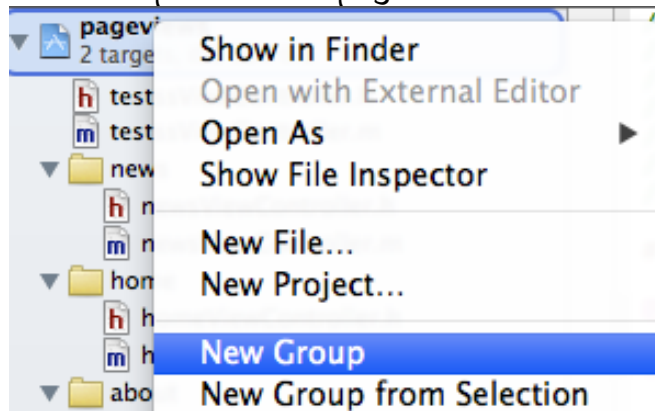 pagev
2 targe
Show in Finder
h test
Open with External Editor
m test
Open As
new
Show File Inspector
h n
m n
New File...
hom
New Project...
h h
m h
New Group
abo
New Group from Selection